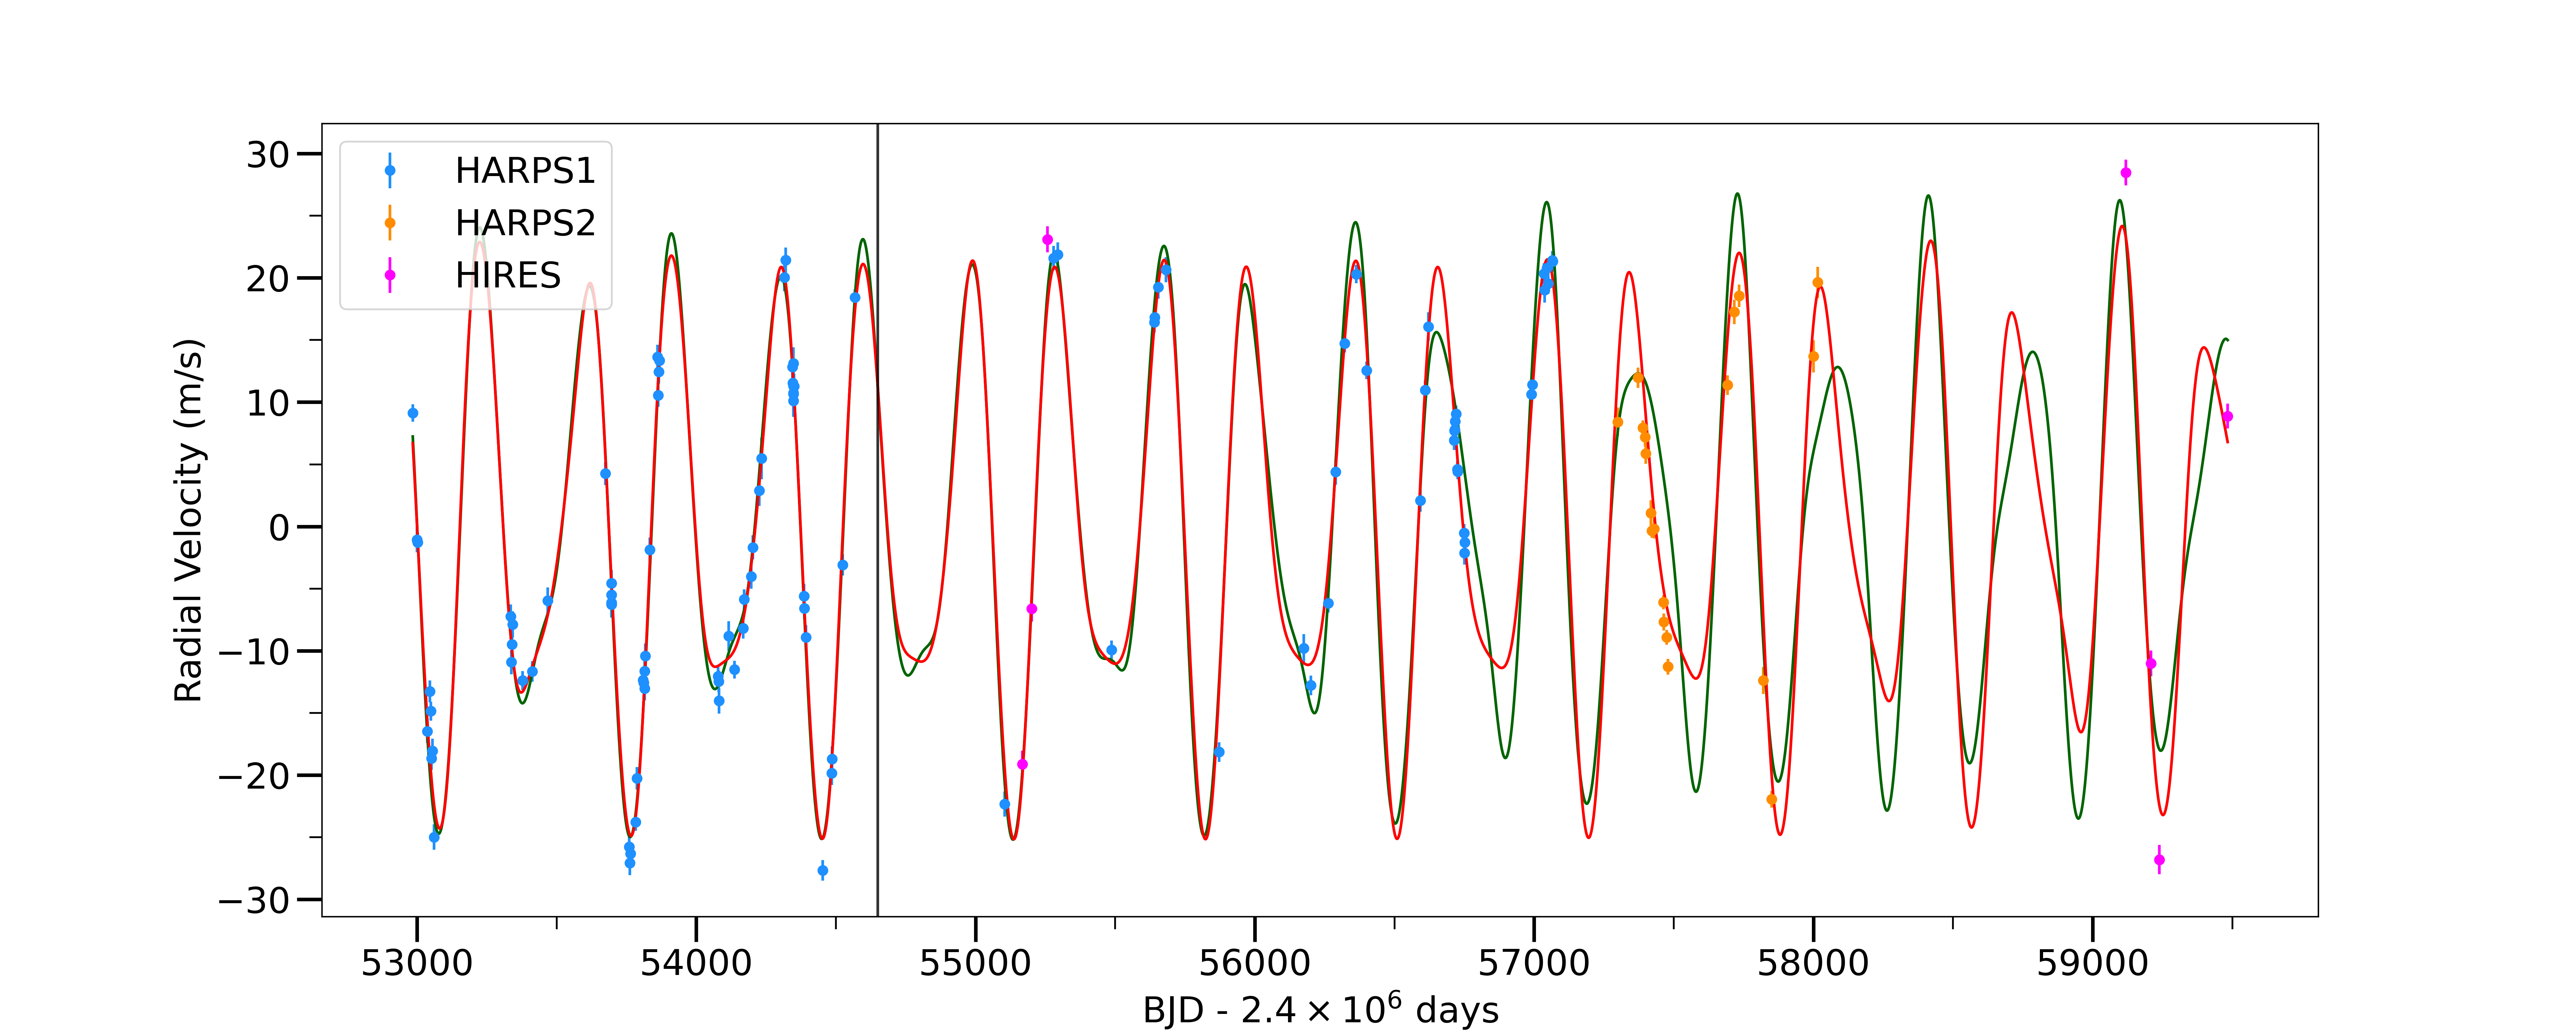 HARPS1
HARPS2
HIRES
30
20
10
0
−10
−20
−30
Radial Velocity (m/s)
53000 54000 55000 56000 57000 58000 59000
BJD - 2.4 × 10⁶ days